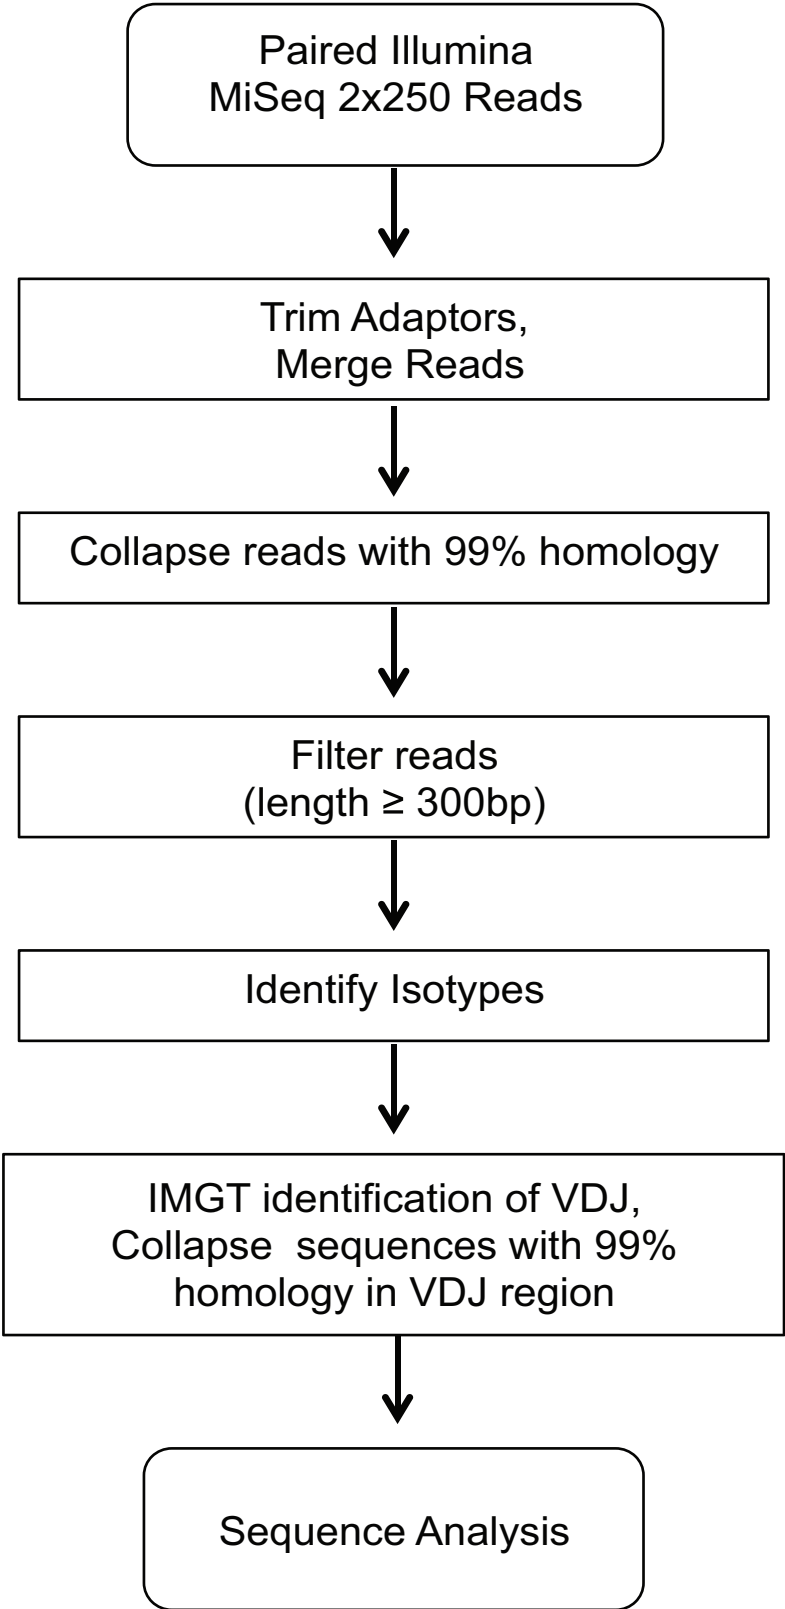 Paired Illumina
MiSeq 2x250 Reads
Trim Adaptors,
Merge Reads
Collapse reads with 99% homology
Filter reads
(length ≥ 300bp)
Identify Isotypes
IMGT identification of VDJ,
Collapse  sequences with 99%
homology in VDJ region
Sequence Analysis